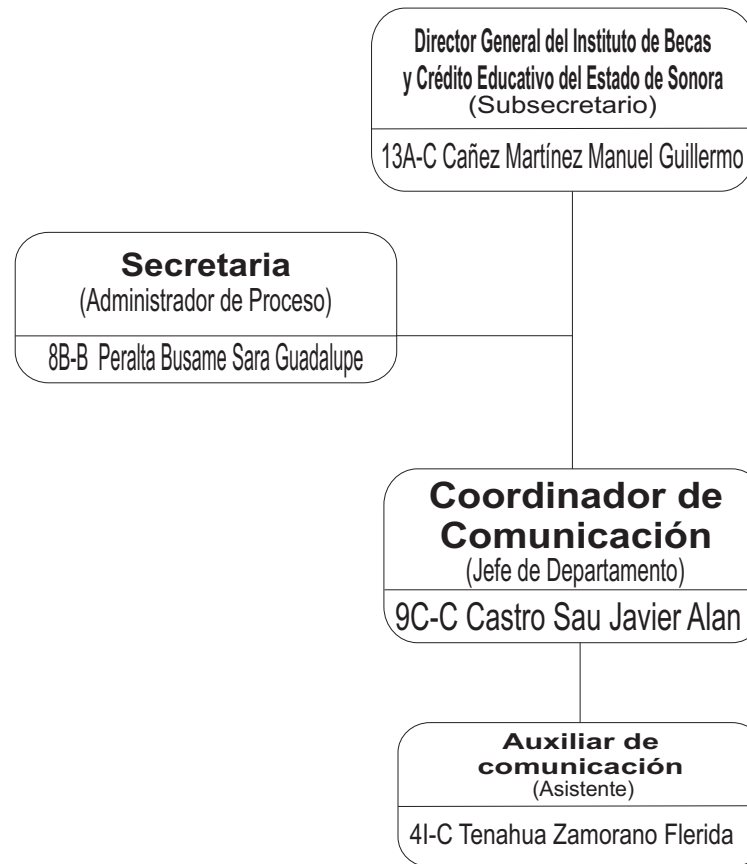 Director General del Instituto de Becas
y Crédito Educativo del Estado de Sonora
(Subsecretario)
13A-C Cañez Martínez Manuel Guillermo
Secretaria
(Administrador de Proceso)
8B-B Peralta Busame Sara Guadalupe
Coordinador de
Comunicación
(Jefe de Departamento)
9C-C Castro Sau Javier Alan
Auxiliar de
comunicación
(Asistente)
4I-C Tenahua Zamorano Flerida